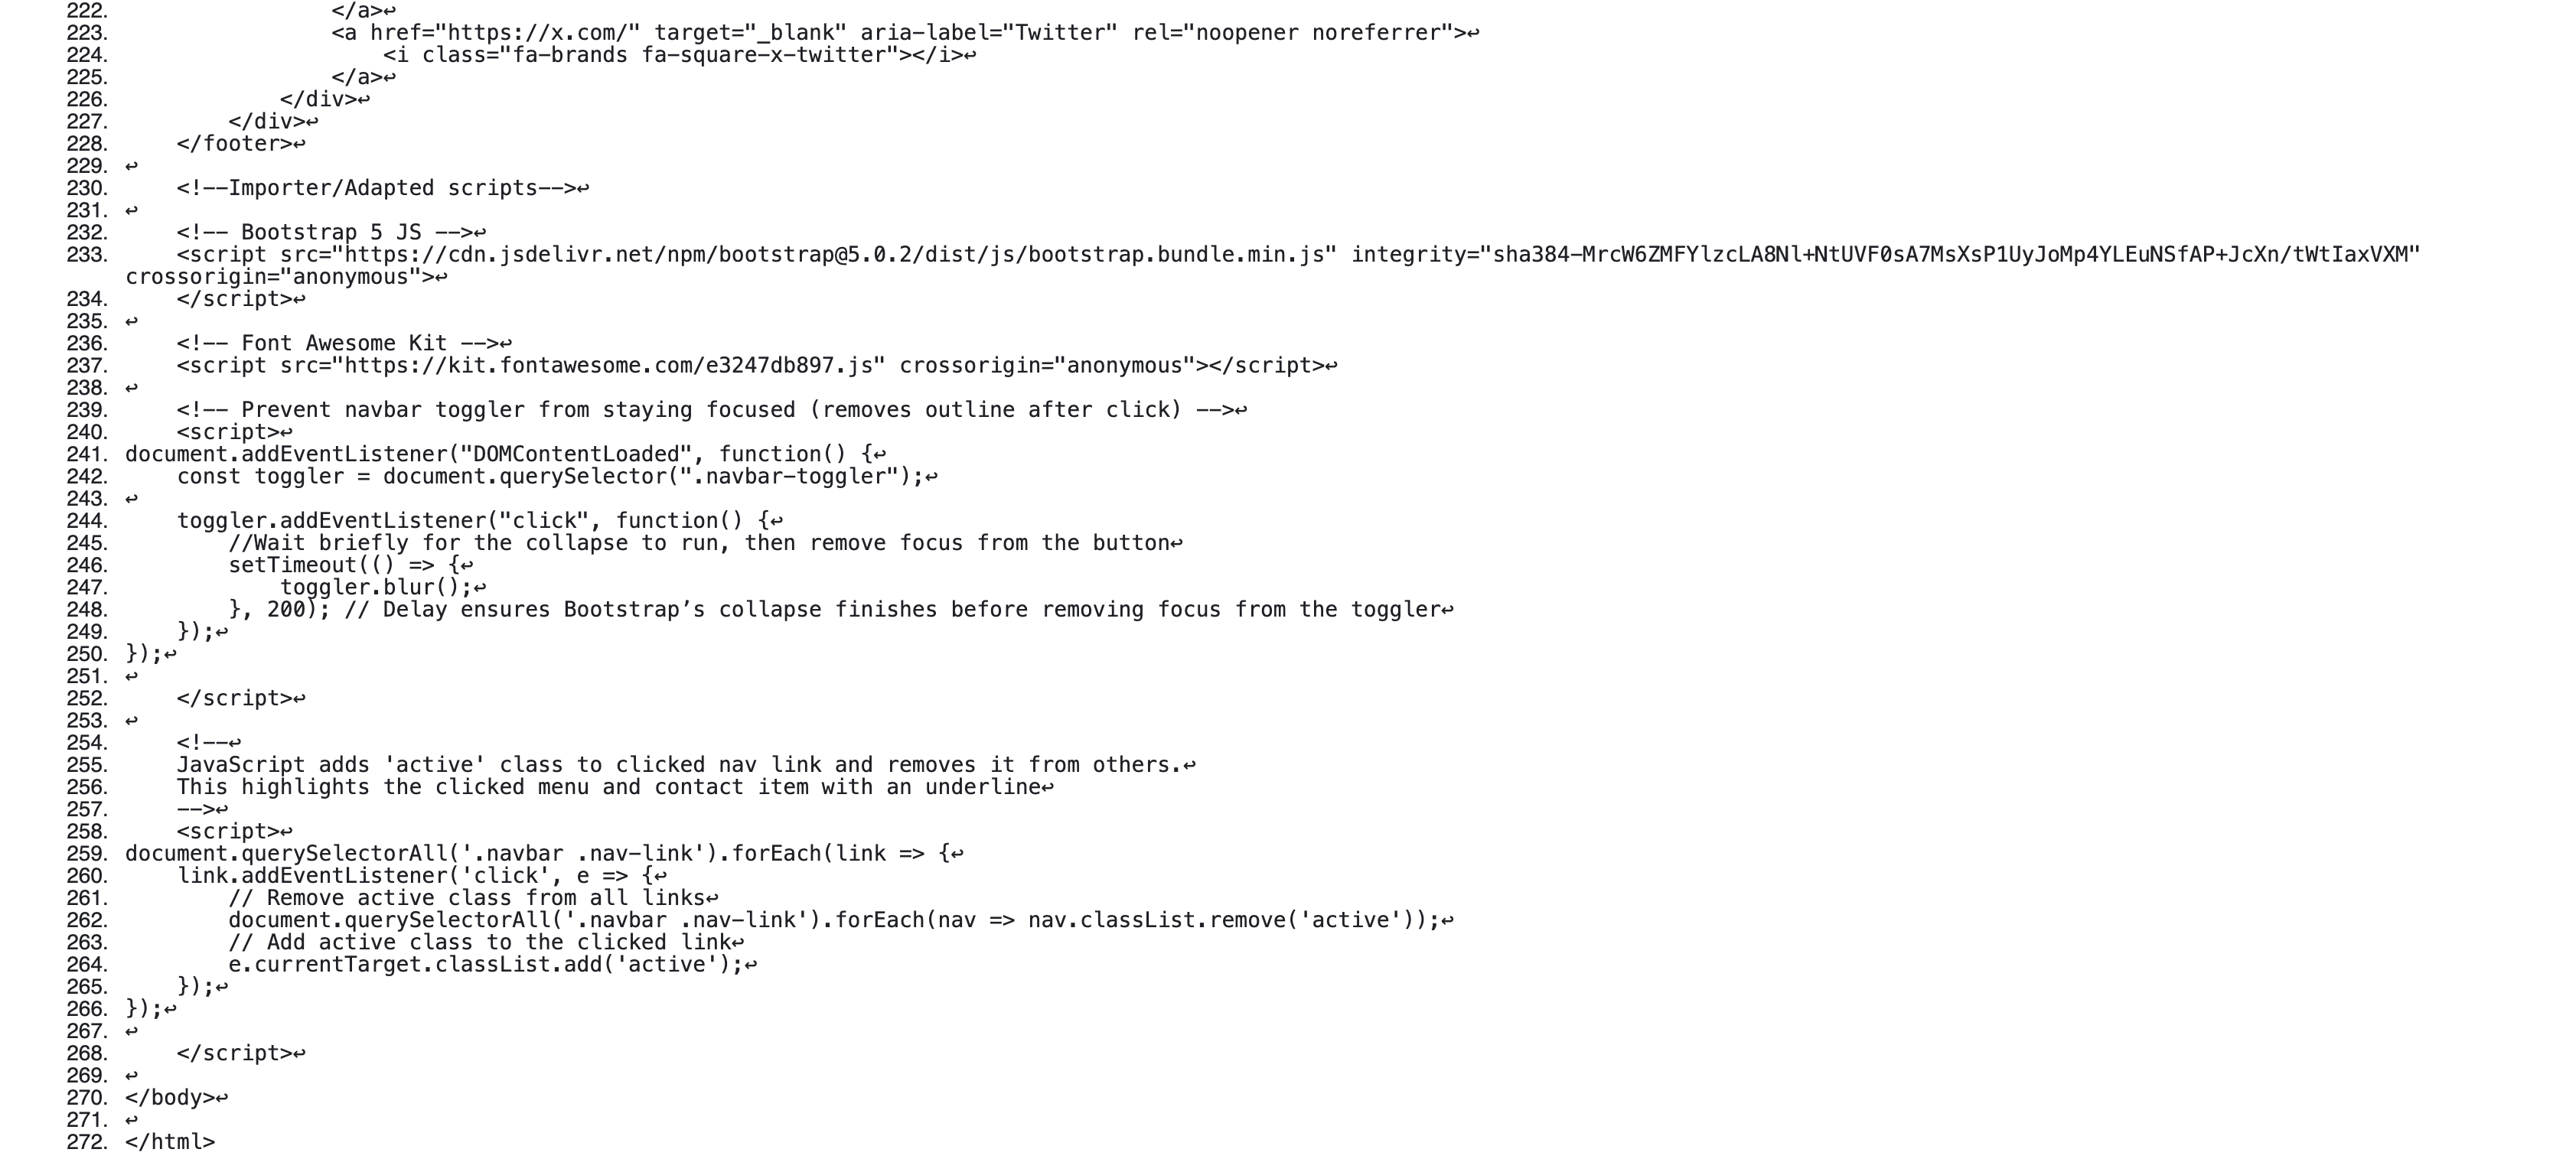 222.                 </a>↩
223.                 <a href="https://x.com/" target="_blank" aria-label="Twitter" rel="noopener noreferrer">↩
224.                     <i class="fa-brands fa-square-x-twitter"></i>↩
225.                 </a>↩
226.             </div>↩
227.         </div>↩
228.     </footer>↩
229. ↩
230.     <!--Importer/Adapted scripts-->↩
231. ↩
232.     <!-- Bootstrap 5 JS -->↩
233.     <script src="https://cdn.jsdelivr.net/npm/bootstrap@5.0.2/dist/js/bootstrap.bundle.min.js" integrity="sha384-MrcW6ZMFYlzcLA8Nl+NtUVF0sA7MsXsP1UyJoMp4YLEuNSfAP+JcXn/tWtIaxVXM"
crossorigin="anonymous">↩
234.     </script>↩
235. ↩
236.     <!-- Font Awesome Kit -->↩
237.     <script src="https://kit.fontawesome.com/e3247db897.js" crossorigin="anonymous"></script>↩
238. ↩
239.     <!-- Prevent navbar toggler from staying focused (removes outline after click) -->↩
240.     <script>↩
241. document.addEventListener("DOMContentLoaded", function() {↩
242.     const toggler = document.querySelector(".navbar-toggler");↩
243. ↩
244.     toggler.addEventListener("click", function() {↩
245.         //Wait briefly for the collapse to run, then remove focus from the button↩
246.         setTimeout(() => {↩
247.             toggler.blur();↩
248.         }, 200); // Delay ensures Bootstrap’s collapse finishes before removing focus from the toggler↩
249.     });↩
250. });↩
251. ↩
252.     </script>↩
253. ↩
254.     <!--↩
255.     JavaScript adds 'active' class to clicked nav link and removes it from others.↩
256.     This highlights the clicked menu and contact item with an underline↩
257.     -->↩
258.     <script>↩
259. document.querySelectorAll('.navbar .nav-link').forEach(link => {↩
260.     link.addEventListener('click', e => {↩
261.         // Remove active class from all links↩
262.         document.querySelectorAll('.navbar .nav-link').forEach(nav => nav.classList.remove('active'));↩
263.         // Add active class to the clicked link↩
264.         e.currentTarget.classList.add('active');↩
265.     });↩
266. });↩
267. ↩
268.     </script>↩
269. ↩
270. </body>↩
271. ↩
272. </html>